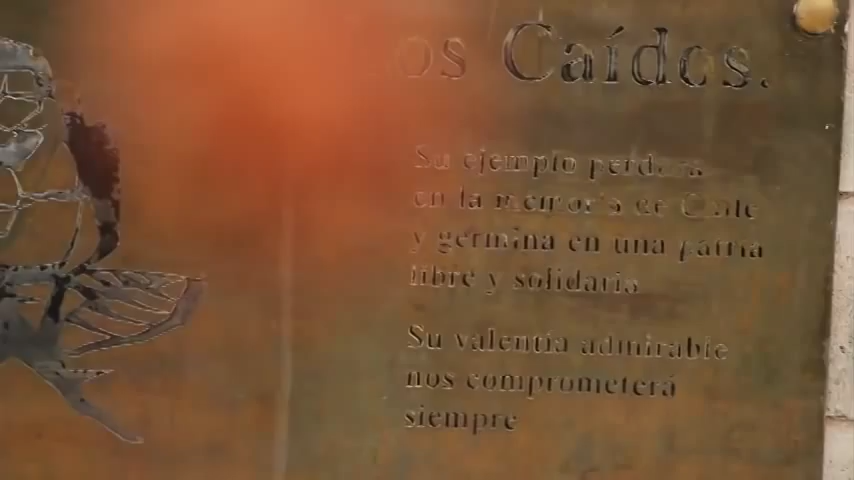 Los Caídos.
Su ejemplo perdura
en la memoria de Chile
y germina en una patria
libre y solidaria
Su valentía admirable
nos comprometerá
siempre